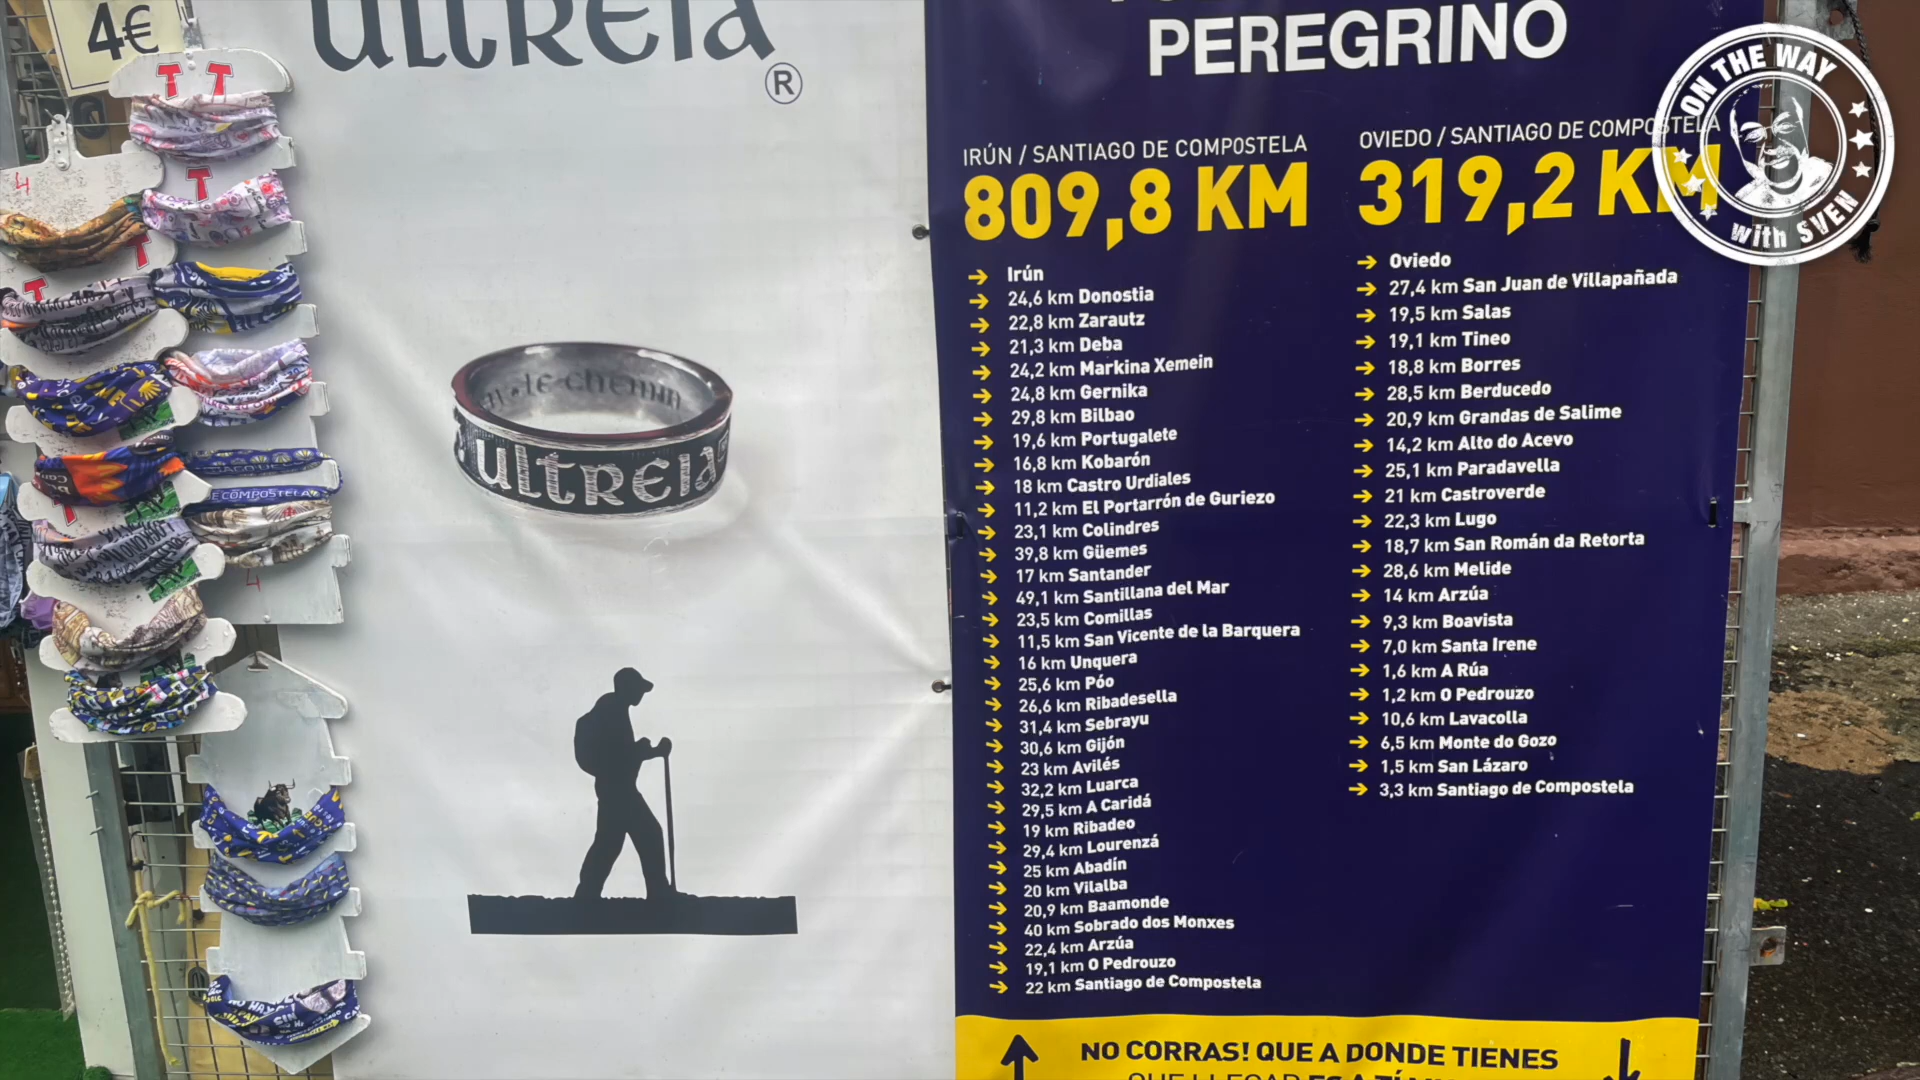 4€
ULTREIA
®
T T
T
T
T
4
COMPOSTELA
4
le chemin
ULTREIA
PEREGRINO
IRÚN / SANTIAGO DE COMPOSTELA
809,8 KM
Irún
24,6 km Donostia
22,8 km Zarautz
21,3 km Deba
24,2 km Markina Xemein
24,8 km Gernika
29,8 km Bilbao
19,6 km Portugalete
16,8 km Kobarón
18 km Castro Urdiales
11,2 km El Portarrón de Guriezo
23,1 km Colindres
39,8 km Güemes
17 km Santander
49,1 km Santillana del Mar
23,5 km Comillas
11,5 km San Vicente de la Barquera
16 km Unquera
25,6 km Póo
26,6 km Ribadesella
31,4 km Sebrayu
30,6 km Gijón
23 km Avilés
32,2 km Luarca
29,5 km A Caridá
19 km Ribadeo
29,4 km Lourenzá
25 km Abadín
20 km Vilalba
20,9 km Baamonde
40 km Sobrado dos Monxes
22,4 km Arzúa
19,1 km O Pedrouzo
22 km Santiago de Compostela
OVIEDO / SANTIAGO DE COMPOSTELA
319,2 KM
Oviedo
27,4 km San Juan de Villapañada
19,5 km Salas
19,1 km Tineo
18,8 km Borres
28,5 km Berducedo
20,9 km Grandas de Salime
14,2 km Alto do Acevo
25,1 km Paradavella
21 km Castroverde
22,3 km Lugo
18,7 km San Román da Retorta
28,6 km Melide
14 km Arzúa
9,3 km Boavista
7,0 km Santa Irene
1,6 km A Rúa
1,2 km O Pedrouzo
10,6 km Lavacolla
6,5 km Monte do Gozo
1,5 km San Lázaro
3,3 km Santiago de Compostela
NO CORRAS! QUE A DONDE TIENES
QUE LLEGAR ES A TÍ
ON THE WAY
with SVEN